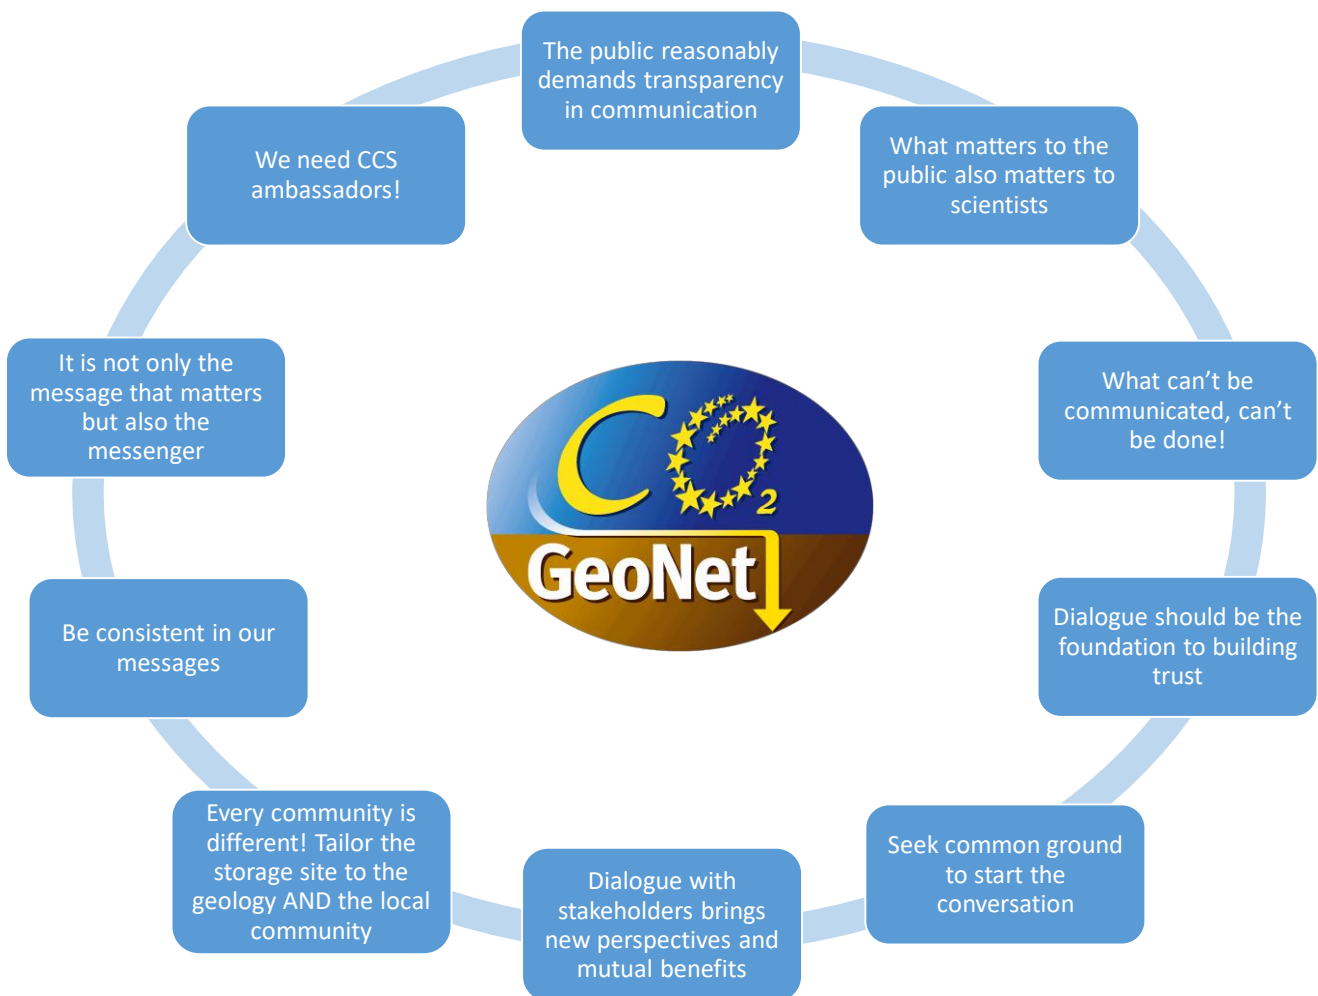 The public reasonably
demands transparency
in communication
What matters to the
public also matters to
scientists
What can’t be
communicated, can’t
be done!
Dialogue should be the
foundation to building
trust
Seek common ground
to start the
conversation
Dialogue with
stakeholders brings
new perspectives and
mutual benefits
Every community is
different! Tailor the
storage site to the
geology AND the local
community
Be consistent in our
messages
It is not only the
message that matters
but also the
messenger
We need CCS
ambassadors!
CO2
GeoNet